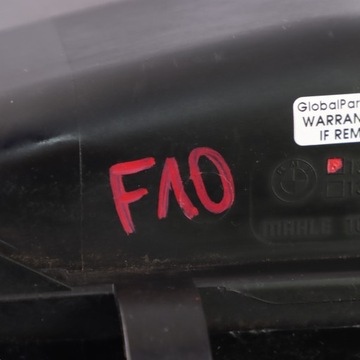 GlobalPar
WARRAN
IF REM
F10
MAHLE